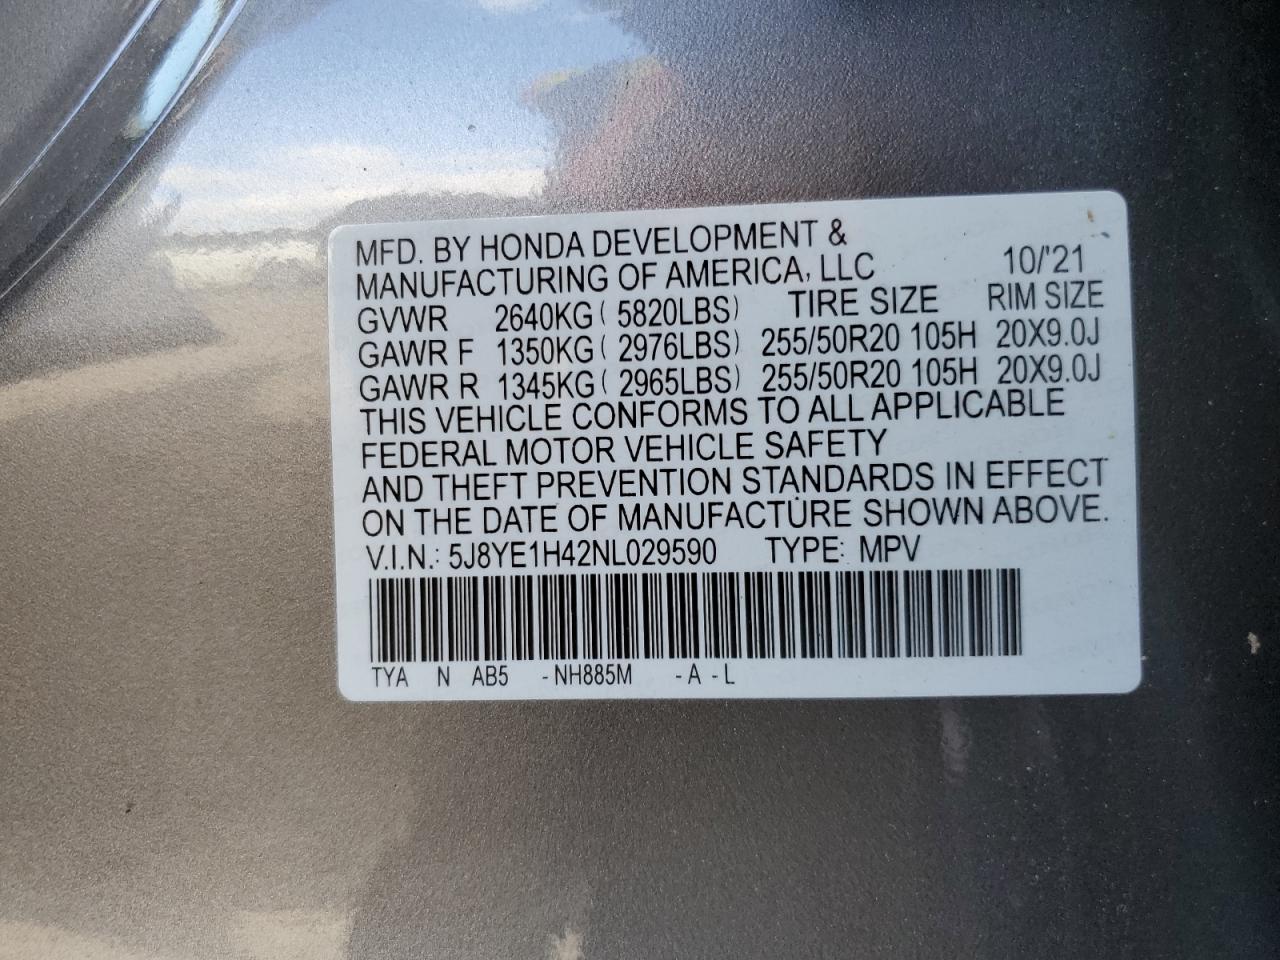 MFD. BY HONDA DEVELOPMENT &
MANUFACTURING OF AMERICA, LLC 10/'21
GVWR 2640KG ( 5820LBS) TIRE SIZE RIM SIZE
GAWR F 1350KG ( 2976LBS) 255/50R20 105H 20X9.0J
GAWR R 1345KG ( 2965LBS) 255/50R20 105H 20X9.0J
THIS VEHICLE CONFORMS TO ALL APPLICABLE
FEDERAL MOTOR VEHICLE SAFETY
AND THEFT PREVENTION STANDARDS IN EFFECT
ON THE DATE OF MANUFACTURE SHOWN ABOVE.
V.I.N.: 5J8YE1H42NL029590 TYPE: MPV
TYA N AB5 -NH885M -A -L